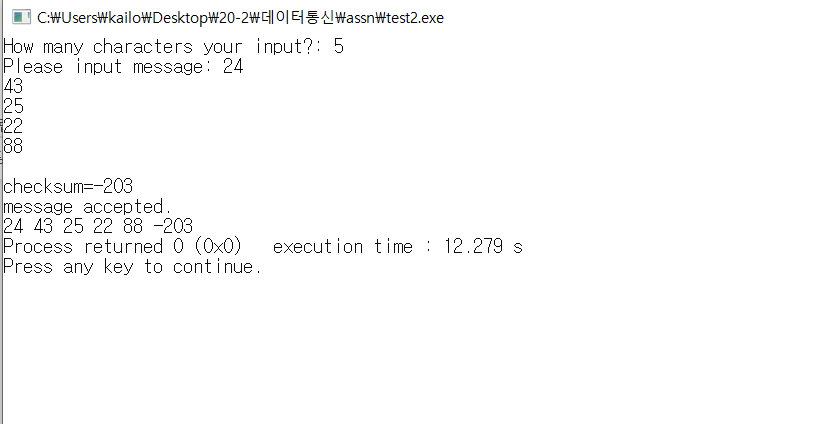 C:₩Users₩kailo₩Desktop₩20-2₩데이터통신₩assn₩test2.exe
How many characters your input?: 5
Please input message: 24
43
25
22
88
checksum=-203
message accepted.
24 43 25 22 88 -203
Process returned 0 (0x0)   execution time : 12.279 s
Press any key to continue.